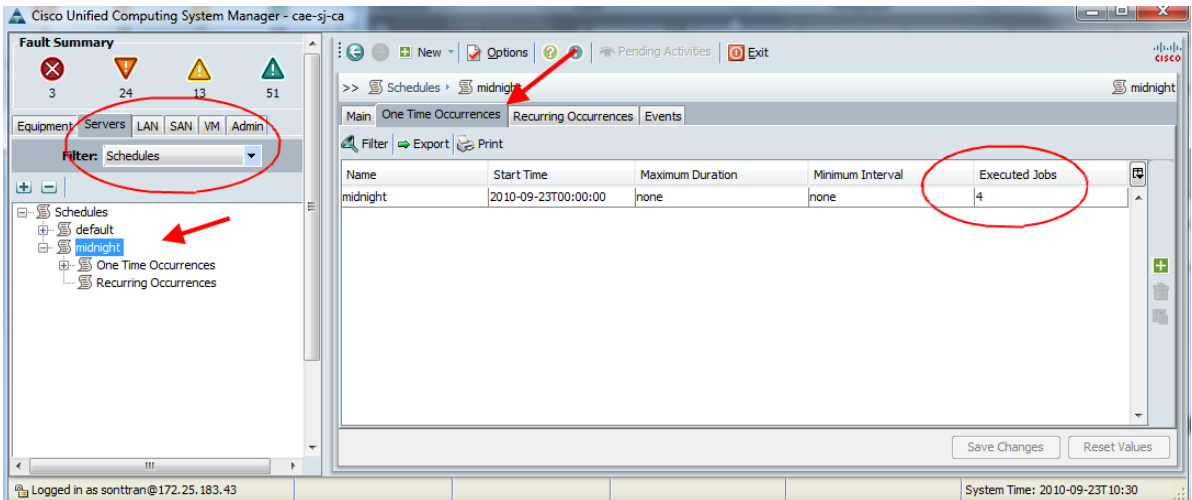 Cisco Unified Computing System Manager - cae-sj-ca
Fault Summary
3 24 13 51
Equipment Servers LAN SAN VM Admin
Filter: Schedules
Schedules
default
midnight
One Time Occurrences
Recurring Occurrences
New Options Pending Activities Exit
CISCO
>> Schedules midnight midnight
Main One Time Occurrences Recurring Occurrences Events
Filter Export Print
Name Start Time Maximum Duration Minimum Interval Executed Jobs
midnight 2010-09-23T00:00:00 none none 4
Save Changes Reset Values
Logged in as sonttran@172.25.183.43 System Time: 2010-09-23T10:30